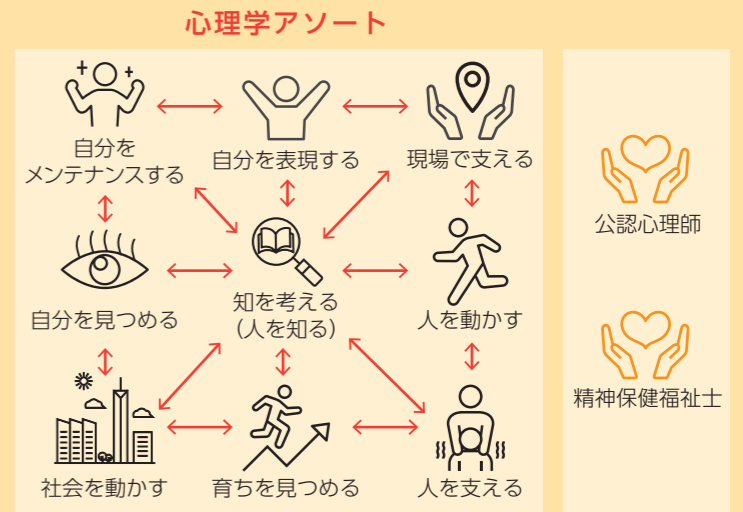 心理学アソート
自分を
メンテナンスする
自分を表現する
現場で支える
自分を見つめる
知を考える
(人を知る)
人を動かす
社会を動かす
育ちを見つめる
人を支える
公認心理師
精神保健福祉士